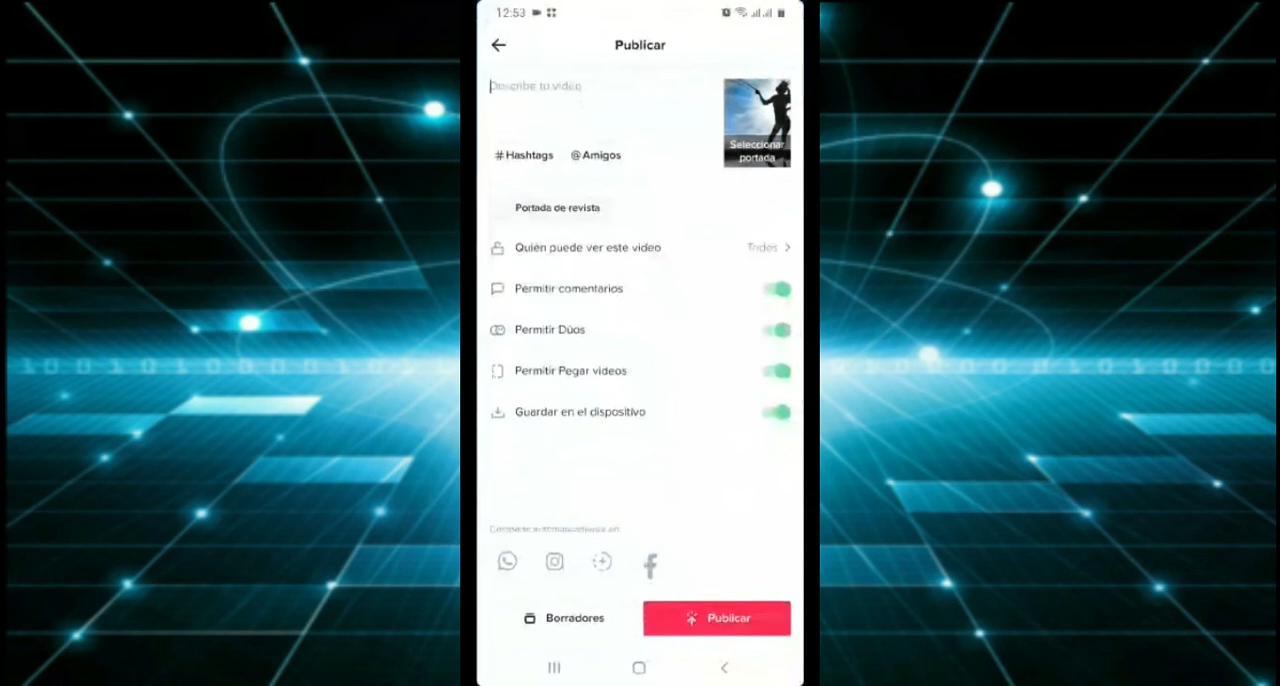 12:53
Publicar
Describe tu vídeo
Seleccionar
portada
#Hashtags @Amigos
Portada de revista
Quién puede ver este video Todos
Permitir comentarios
Permitir Dúos
Permitir Pegar videos
Guardar en el dispositivo
Borradores
Publicar